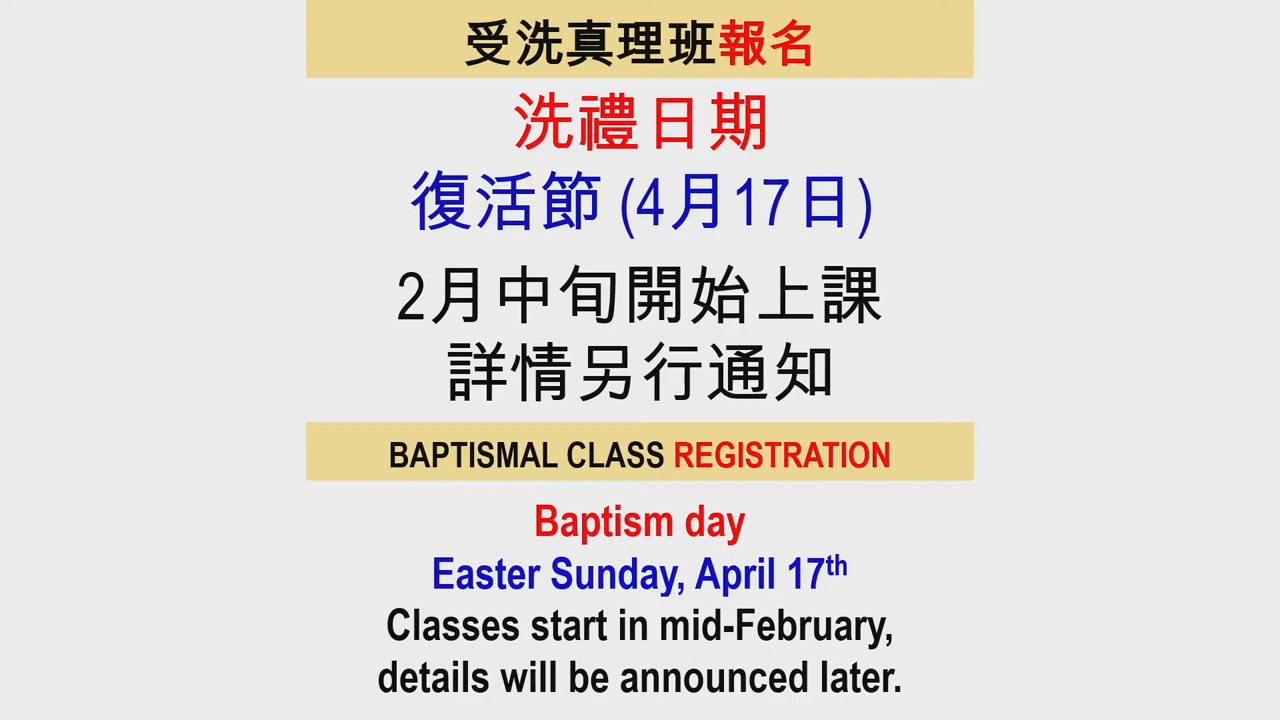 受洗真理班報名
洗禮日期
復活節 (4月17日)
2月中旬開始上課
詳情另行通知
BAPTISMAL CLASS REGISTRATION
Baptism day
Easter Sunday, April 17th
Classes start in mid-February,
details will be announced later.